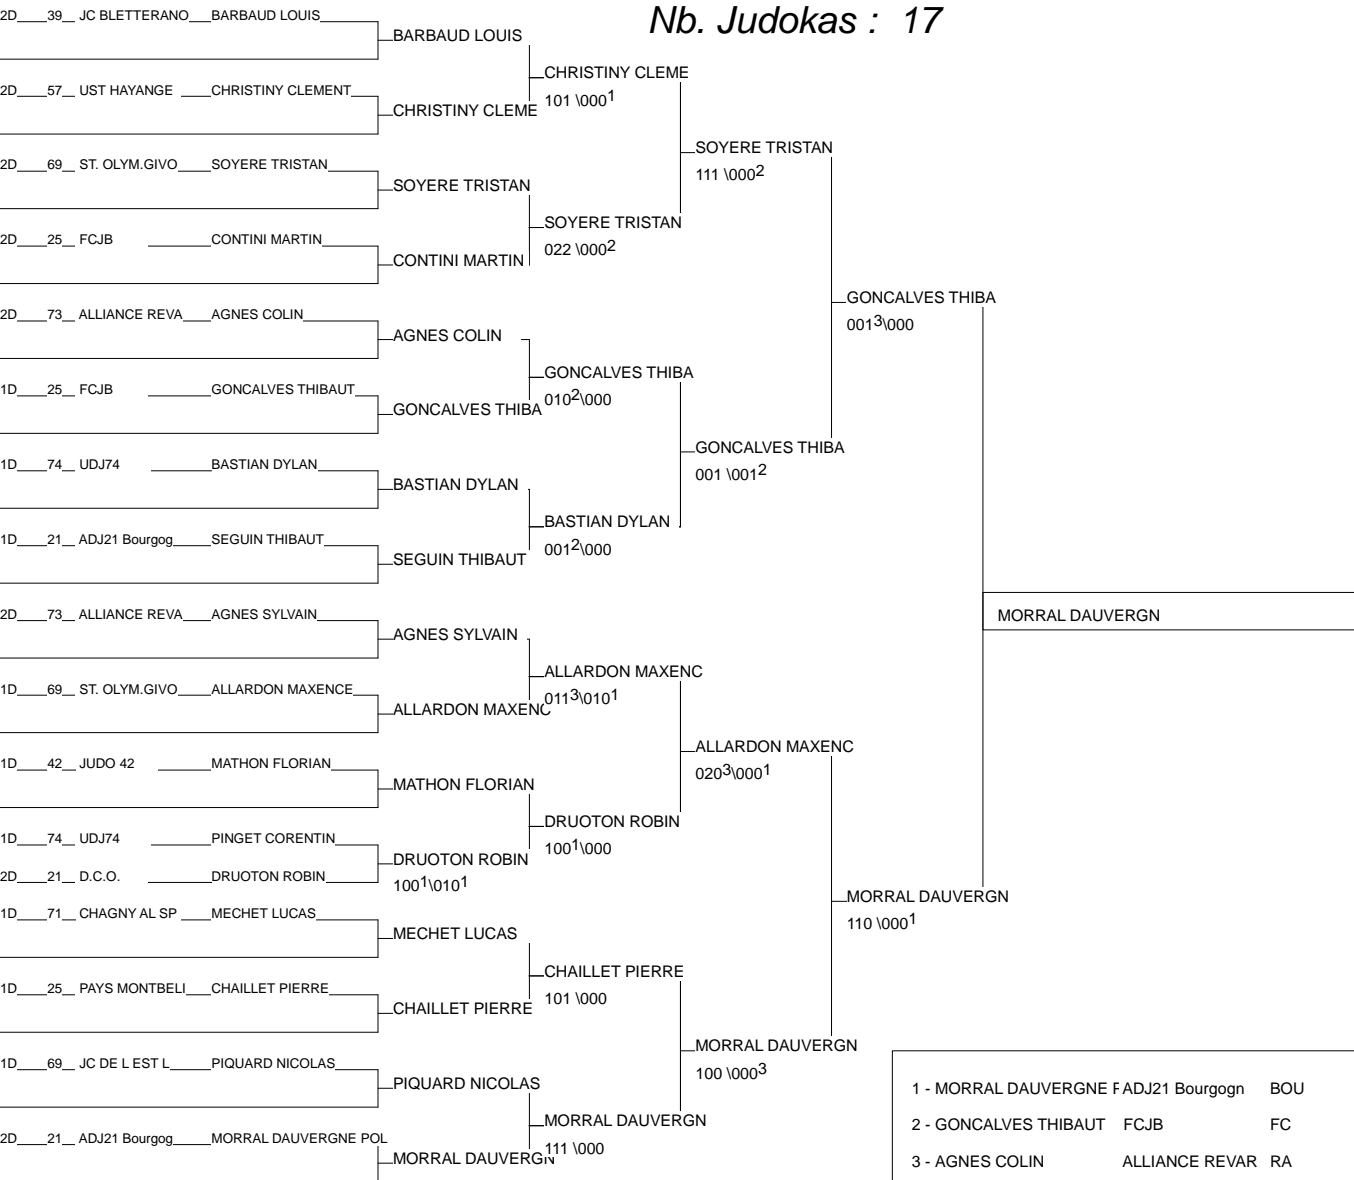 Nb. Judokas : 17
2D 39 JC BLETTERANO BARBAUD LOUIS
2D 57 UST HAYANGE CHRISTINY CLEMENT
2D 69 ST. OLYM.GIVO SOYERE TRISTAN
2D 25 FCJB CONTINI MARTIN
2D 73 ALLIANCE REVA AGNES COLIN
1D 25 FCJB GONCALVES THIBAUT
1D 74 UDJ74 BASTIAN DYLAN
1D 21 ADJ21 Bourgog SEGUIN THIBAUT
2D 73 ALLIANCE REVA AGNES SYLVAIN
1D 69 ST. OLYM.GIVO ALLARDON MAXENCE
1D 42 JUDO 42 MATHON FLORIAN
1D 74 UDJ74 PINGET CORENTIN
2D 21 D.C.O. DRUOTON ROBIN
1D 71 CHAGNY AL SP MECHET LUCAS
1D 25 PAYS MONTBELI CHAILLET PIERRE
1D 69 JC DE L EST L PIQUARD NICOLAS
2D 21 ADJ21 Bourgog MORRAL DAUVERGNE POL
BARBAUD LOUIS
CHRISTINY CLEME
SOYERE TRISTAN
CONTINI MARTIN
AGNES COLIN
GONCALVES THIBA
BASTIAN DYLAN
SEGUIN THIBAUT
AGNES SYLVAIN
ALLARDON MAXENC
MATHON FLORIAN
DRUOTON ROBIN
1001\0101
MECHET LUCAS
CHAILLET PIERRE
PIQUARD NICOLAS
MORRAL DAUVERGN
CHRISTINY CLEME
101 \0001
SOYERE TRISTAN
022 \0002
GONCALVES THIBA
0102\000
BASTIAN DYLAN
0012\000
ALLARDON MAXENC
0113\0101
DRUOTON ROBIN
1001\000
CHAILLET PIERRE
101 \000
MORRAL DAUVERGN
111 \000
SOYERE TRISTAN
111 \0002
GONCALVES THIBA
001 \0012
ALLARDON MAXENC
0203\0001
MORRAL DAUVERGN
100 \0003
GONCALVES THIBA
0013\000
MORRAL DAUVERGN
110 \0001
MORRAL DAUVERGN
1 - MORRAL DAUVERGNE P ADJ21 Bourgogn BOU
2 - GONCALVES THIBAUT FCJB FC
3 - AGNES COLIN ALLIANCE REVAR RA